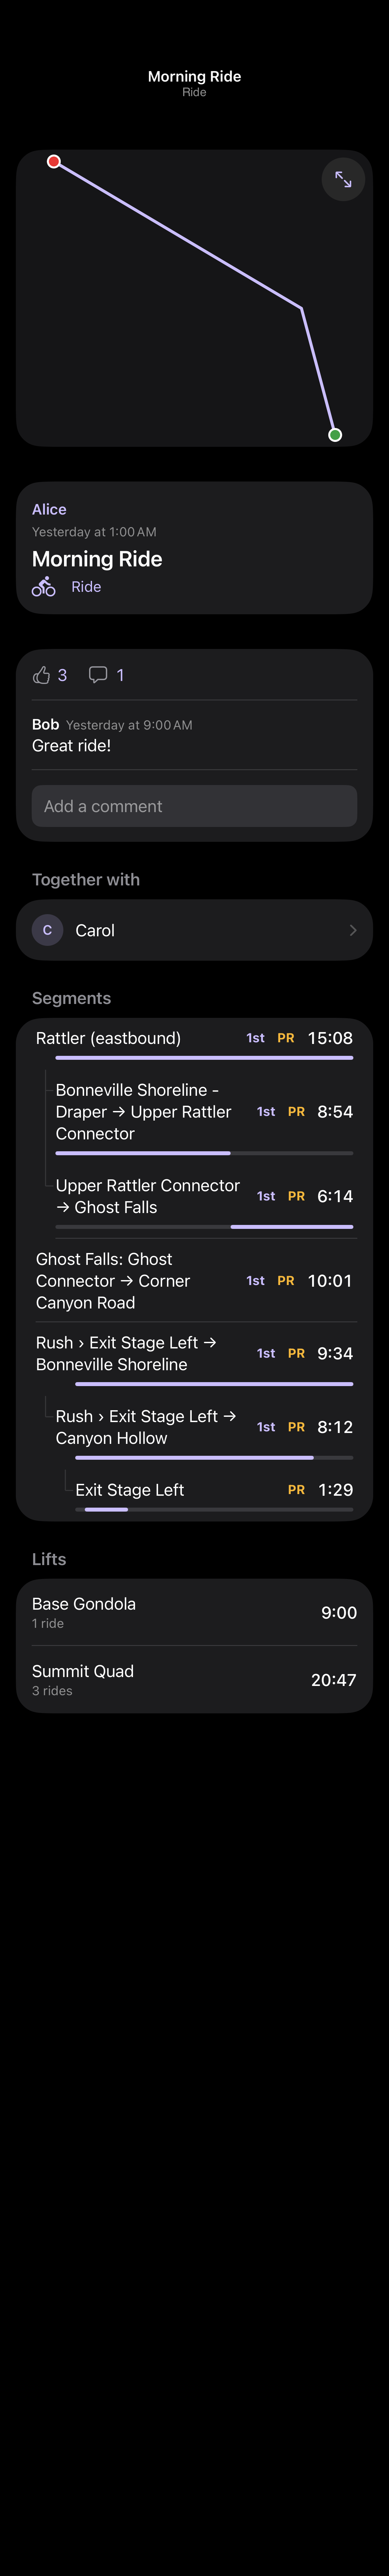 Morning Ride
Ride
Alice
Yesterday at 1:00 AM
Morning Ride
Ride
3
1
Bob Yesterday at 9:00 AM
Great ride!
Add a comment
Together with
C Carol
Segments
Rattler (eastbound) 1st PR 15:08
Bonneville Shoreline -
Draper → Upper Rattler
Connector
1st PR 8:54
Upper Rattler Connector
→ Ghost Falls
1st PR 6:14
Ghost Falls: Ghost
Connector → Corner
Canyon Road
1st PR 10:01
Rush › Exit Stage Left →
Bonneville Shoreline
1st PR 9:34
Rush › Exit Stage Left →
Canyon Hollow
1st PR 8:12
Exit Stage Left PR 1:29
Lifts
Base Gondola
1 ride
9:00
Summit Quad
3 rides
20:47